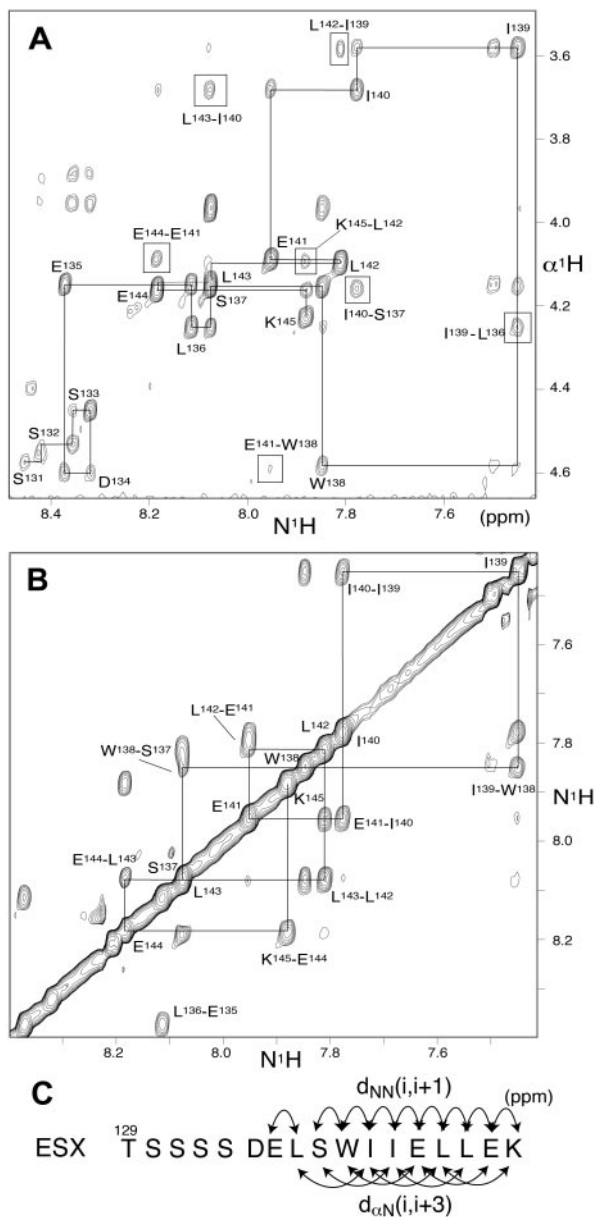 A
L¹⁴²-I¹³⁹
I¹³⁹
3.6
I¹⁴⁰
L¹⁴³-I¹⁴⁰
3.8
4.0
α¹H
E¹⁴⁴-E¹⁴¹
E¹⁴¹
K¹⁴⁵-L¹⁴²
E¹³⁵
L¹⁴³
L¹⁴²
E¹⁴⁴
S¹³⁷
I¹⁴⁰-S¹³⁷
4.2
L¹³⁶
K¹⁴⁵
I¹³⁹-L¹³⁶
4.4
S¹³³
S¹³²
S¹³¹
D¹³⁴
E¹⁴¹-W¹³⁸
W¹³⁸
4.6
8.4 8.2 8.0 7.8 7.6 (ppm)
N¹H
B
I¹³⁹
I¹⁴⁰-I¹³⁹
7.6
L¹⁴²-E¹⁴¹
L¹⁴²
W¹³⁸-S¹³⁷
W¹³⁸
I¹⁴⁰
7.8
K¹⁴⁵
I¹³⁹-W¹³⁸
N¹H
E¹⁴¹
E¹⁴¹-I¹⁴⁰
8.0
E¹⁴⁴-L¹⁴³
S¹³⁷
L¹⁴³
L¹⁴³-L¹⁴²
E¹⁴⁴
K¹⁴⁵-E¹⁴⁴
8.2
L¹³⁶-E¹³⁵
8.2 8.0 7.8 7.6
N¹H
(ppm)
C
dNN(i,i+1)
129
ESX T S S S S D E L S W I I E L L E K
dαN(i,i+3)